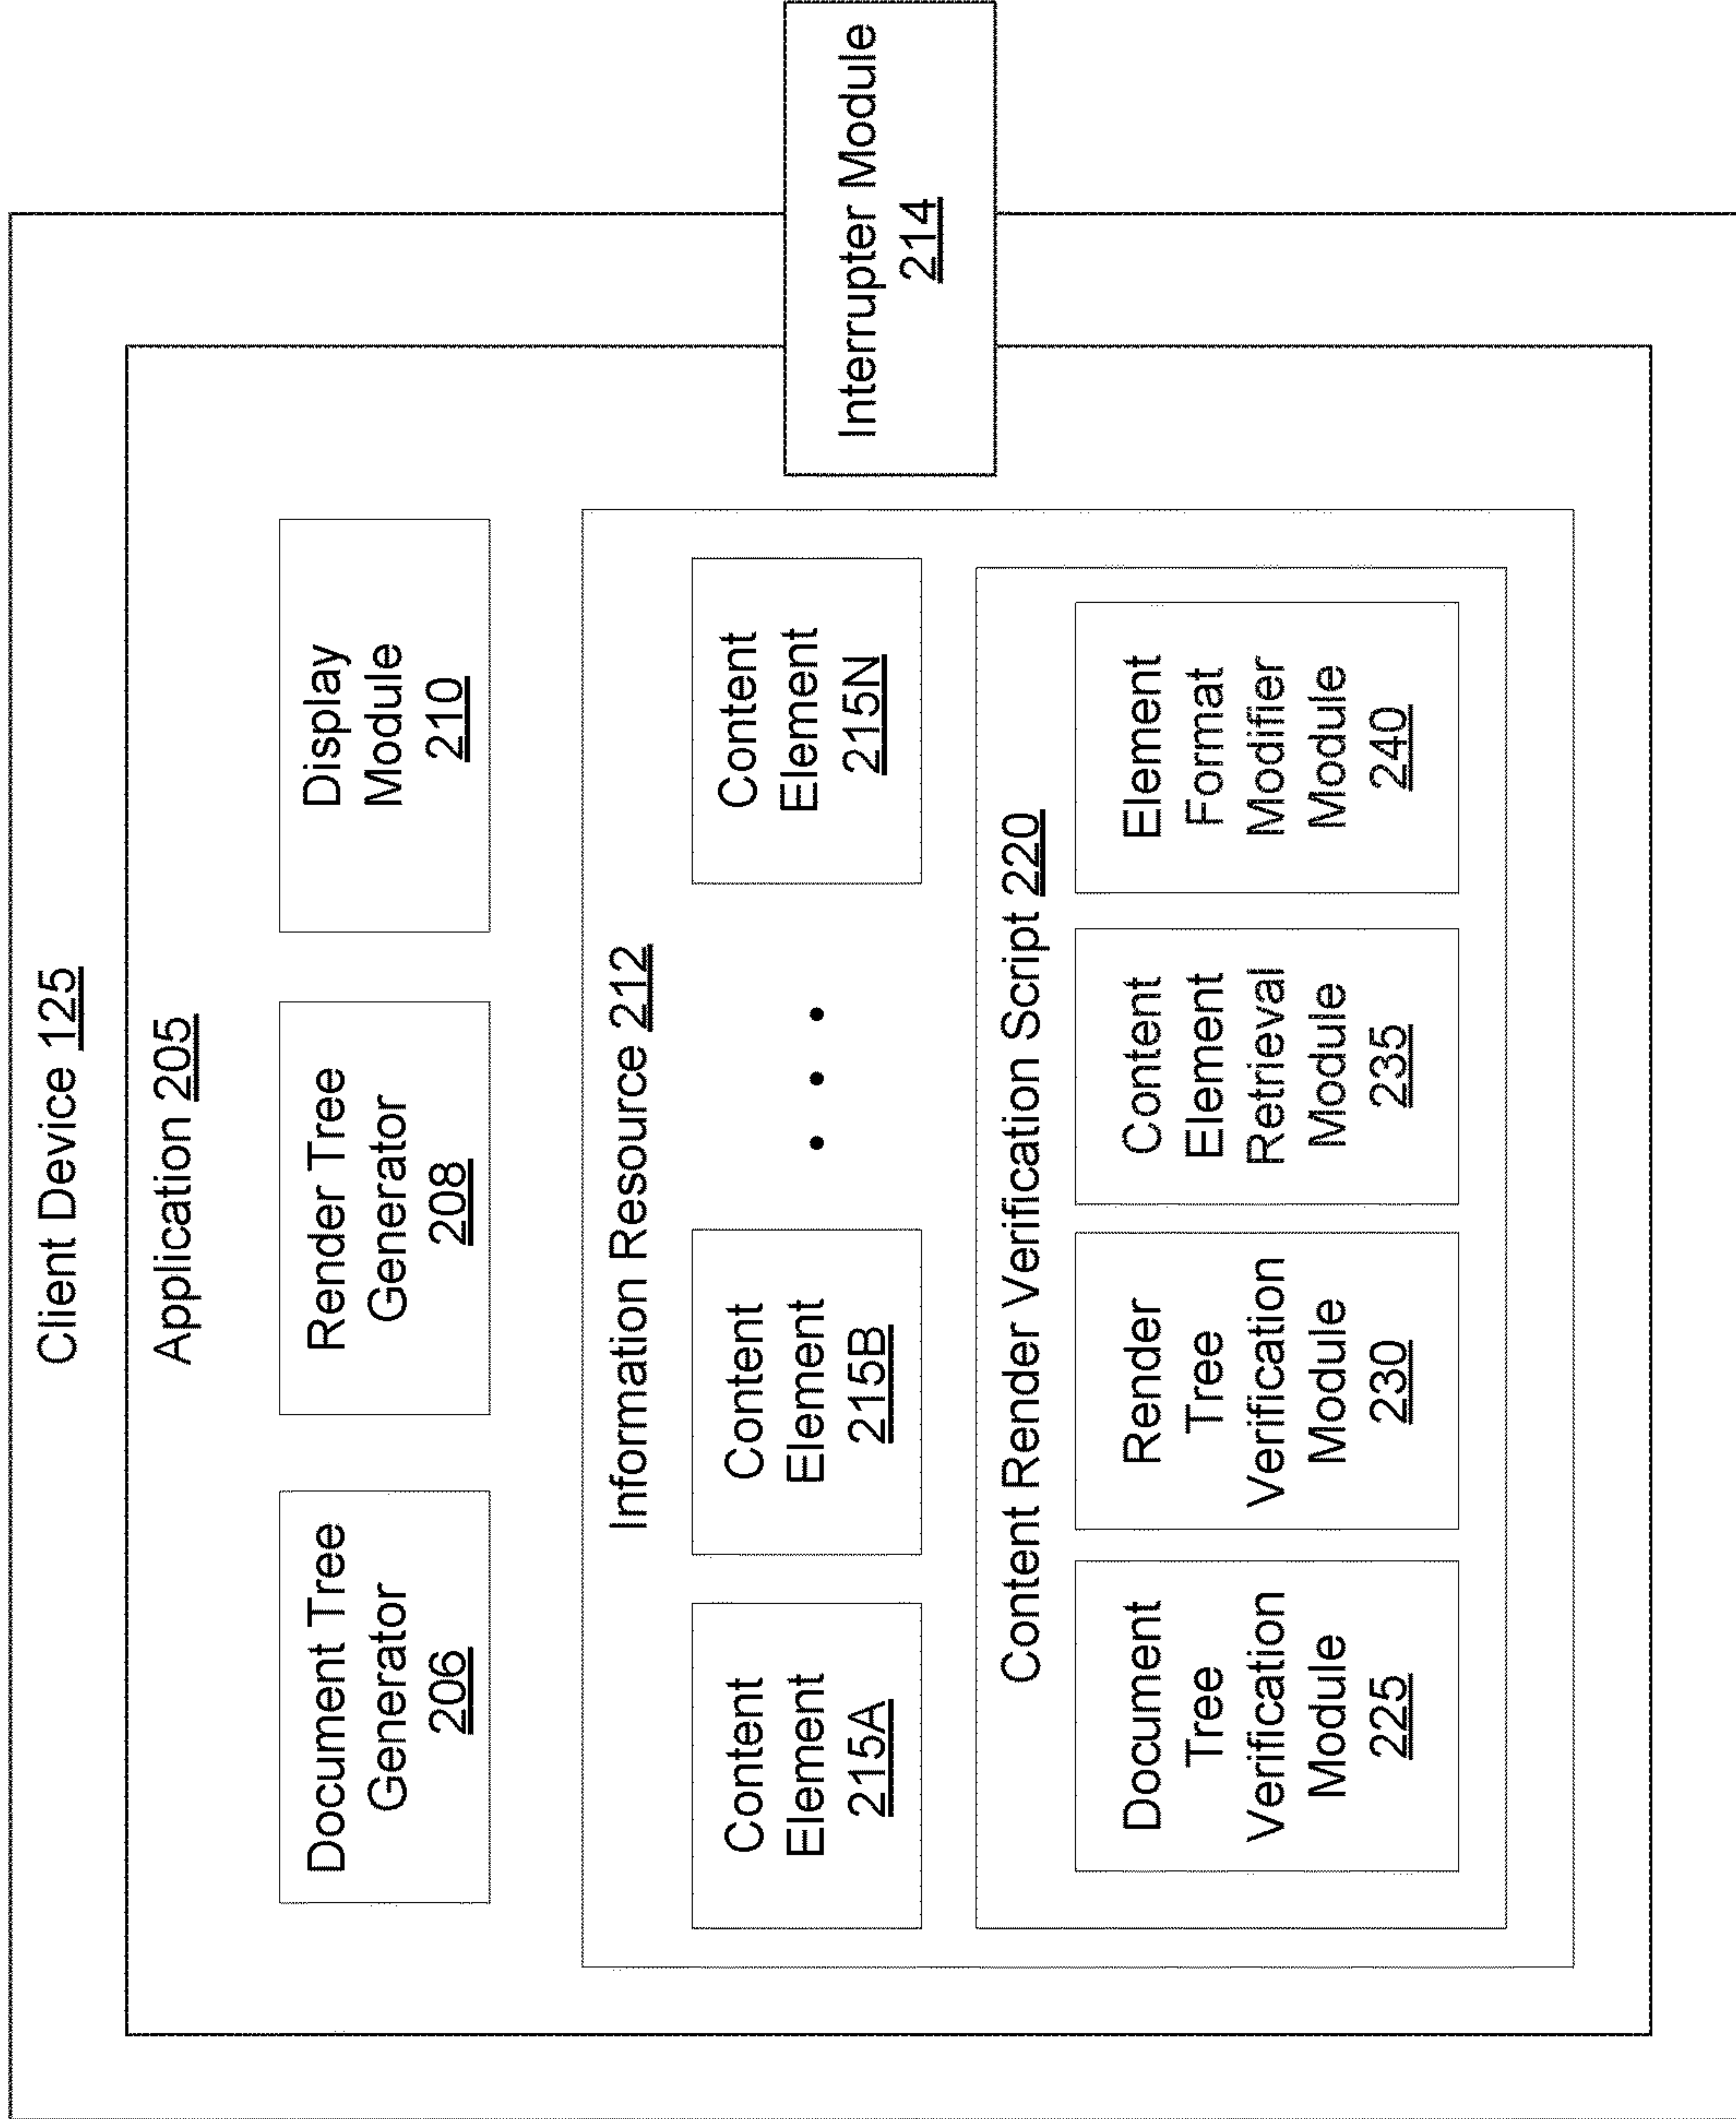 Client Device 125
Application 205
Document Tree
Generator
206
Render Tree
Generator
208
Display
Module
210
Information Resource 212
Content
Element
215A
Content
Element
215B
• • •
Content
Element
215N
Content Render Verification Script 220
Document
Tree
Verification
Module
225
Render
Tree
Verification
Module
230
Content
Element
Retrieval
Module
235
Element
Format
Modifier
Module
240
Interrupter Module
214